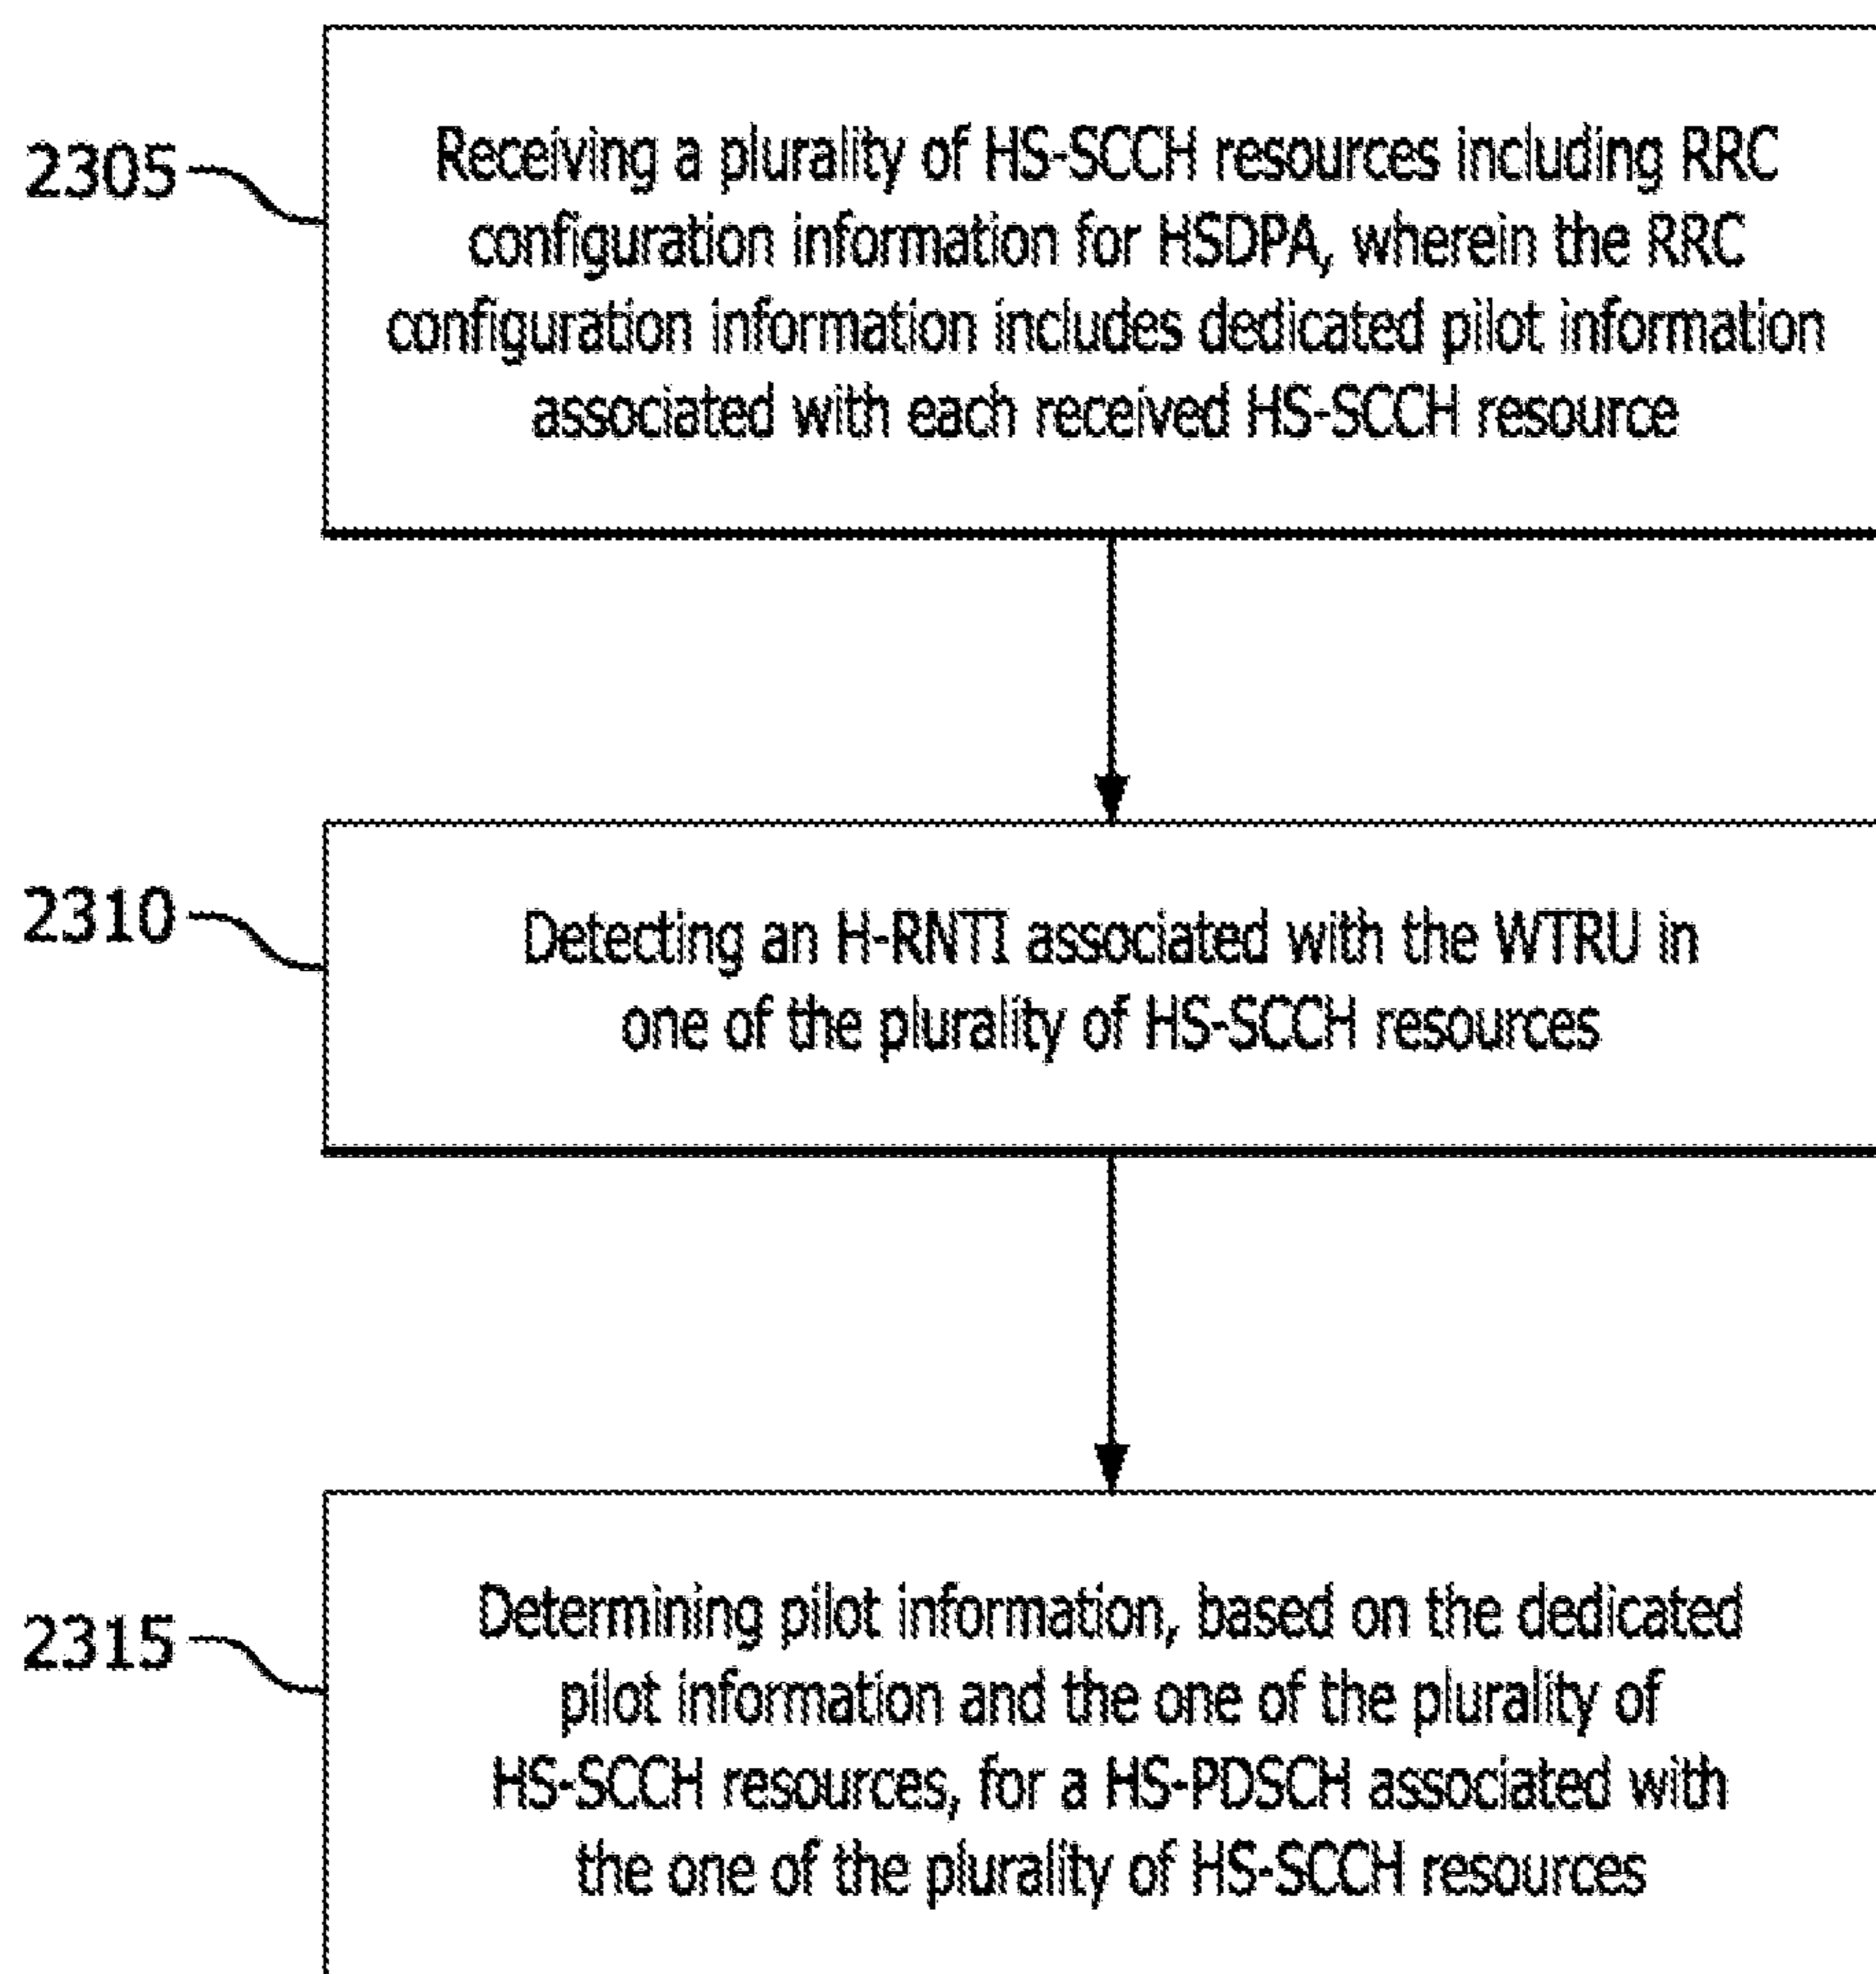 2305
Receiving a plurality of HS-SCCH resources including RRC
configuration information for HSDPA, wherein the RRC
configuration information includes dedicated pilot information
associated with each received HS-SCCH resource
2310
Detecting an H-RNTI associated with the WTRU in
one of the plurality of HS-SCCH resources
2315
Determining pilot information, based on the dedicated
pilot information and the one of the plurality of
HS-SCCH resources, for a HS-PDSCH associated with
the one of the plurality of HS-SCCH resources